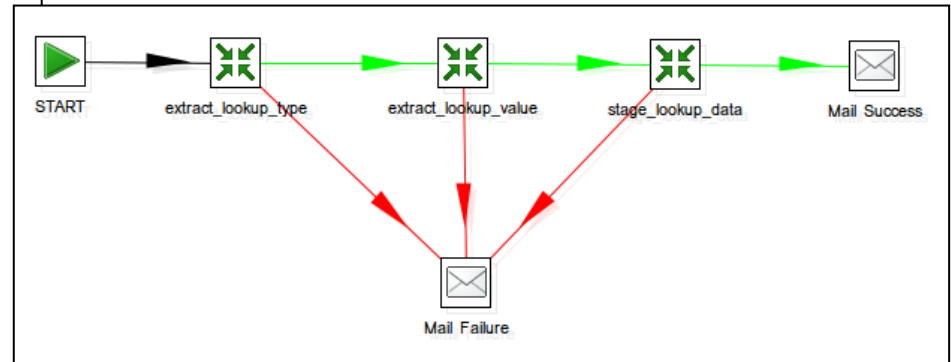 START
extract_lookup_type
extract_lookup_value
stage_lookup_data
Mail Success
Mail Failure